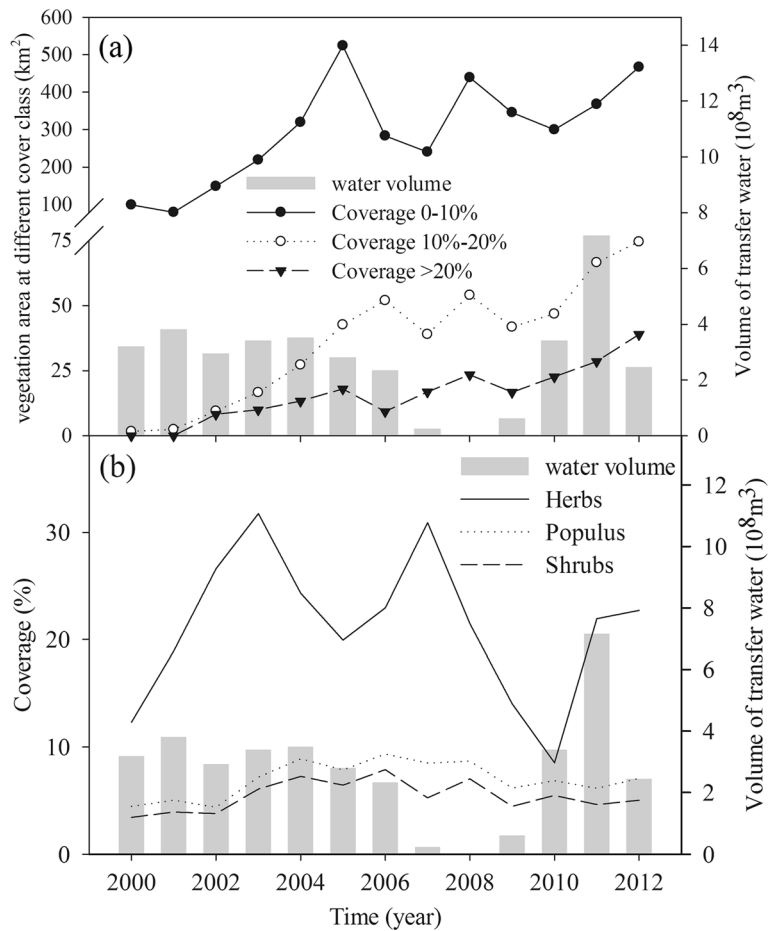 (a)
vegetation area at different cover class (km2)
600
500
400
300
200
100
75
50
25
0
water volume
Coverage 0-10%
Coverage 10%-20%
Coverage >20%
14
12
10
8
6
4
2
0
Volume of transfer water (108m3)
(b)
Coverage (%)
30
20
10
0
water volume
Herbs
Populus
Shrubs
12
10
8
6
4
2
0
Volume of transfer water (108m3)
2000 2002 2004 2006 2008 2010 2012
Time (year)